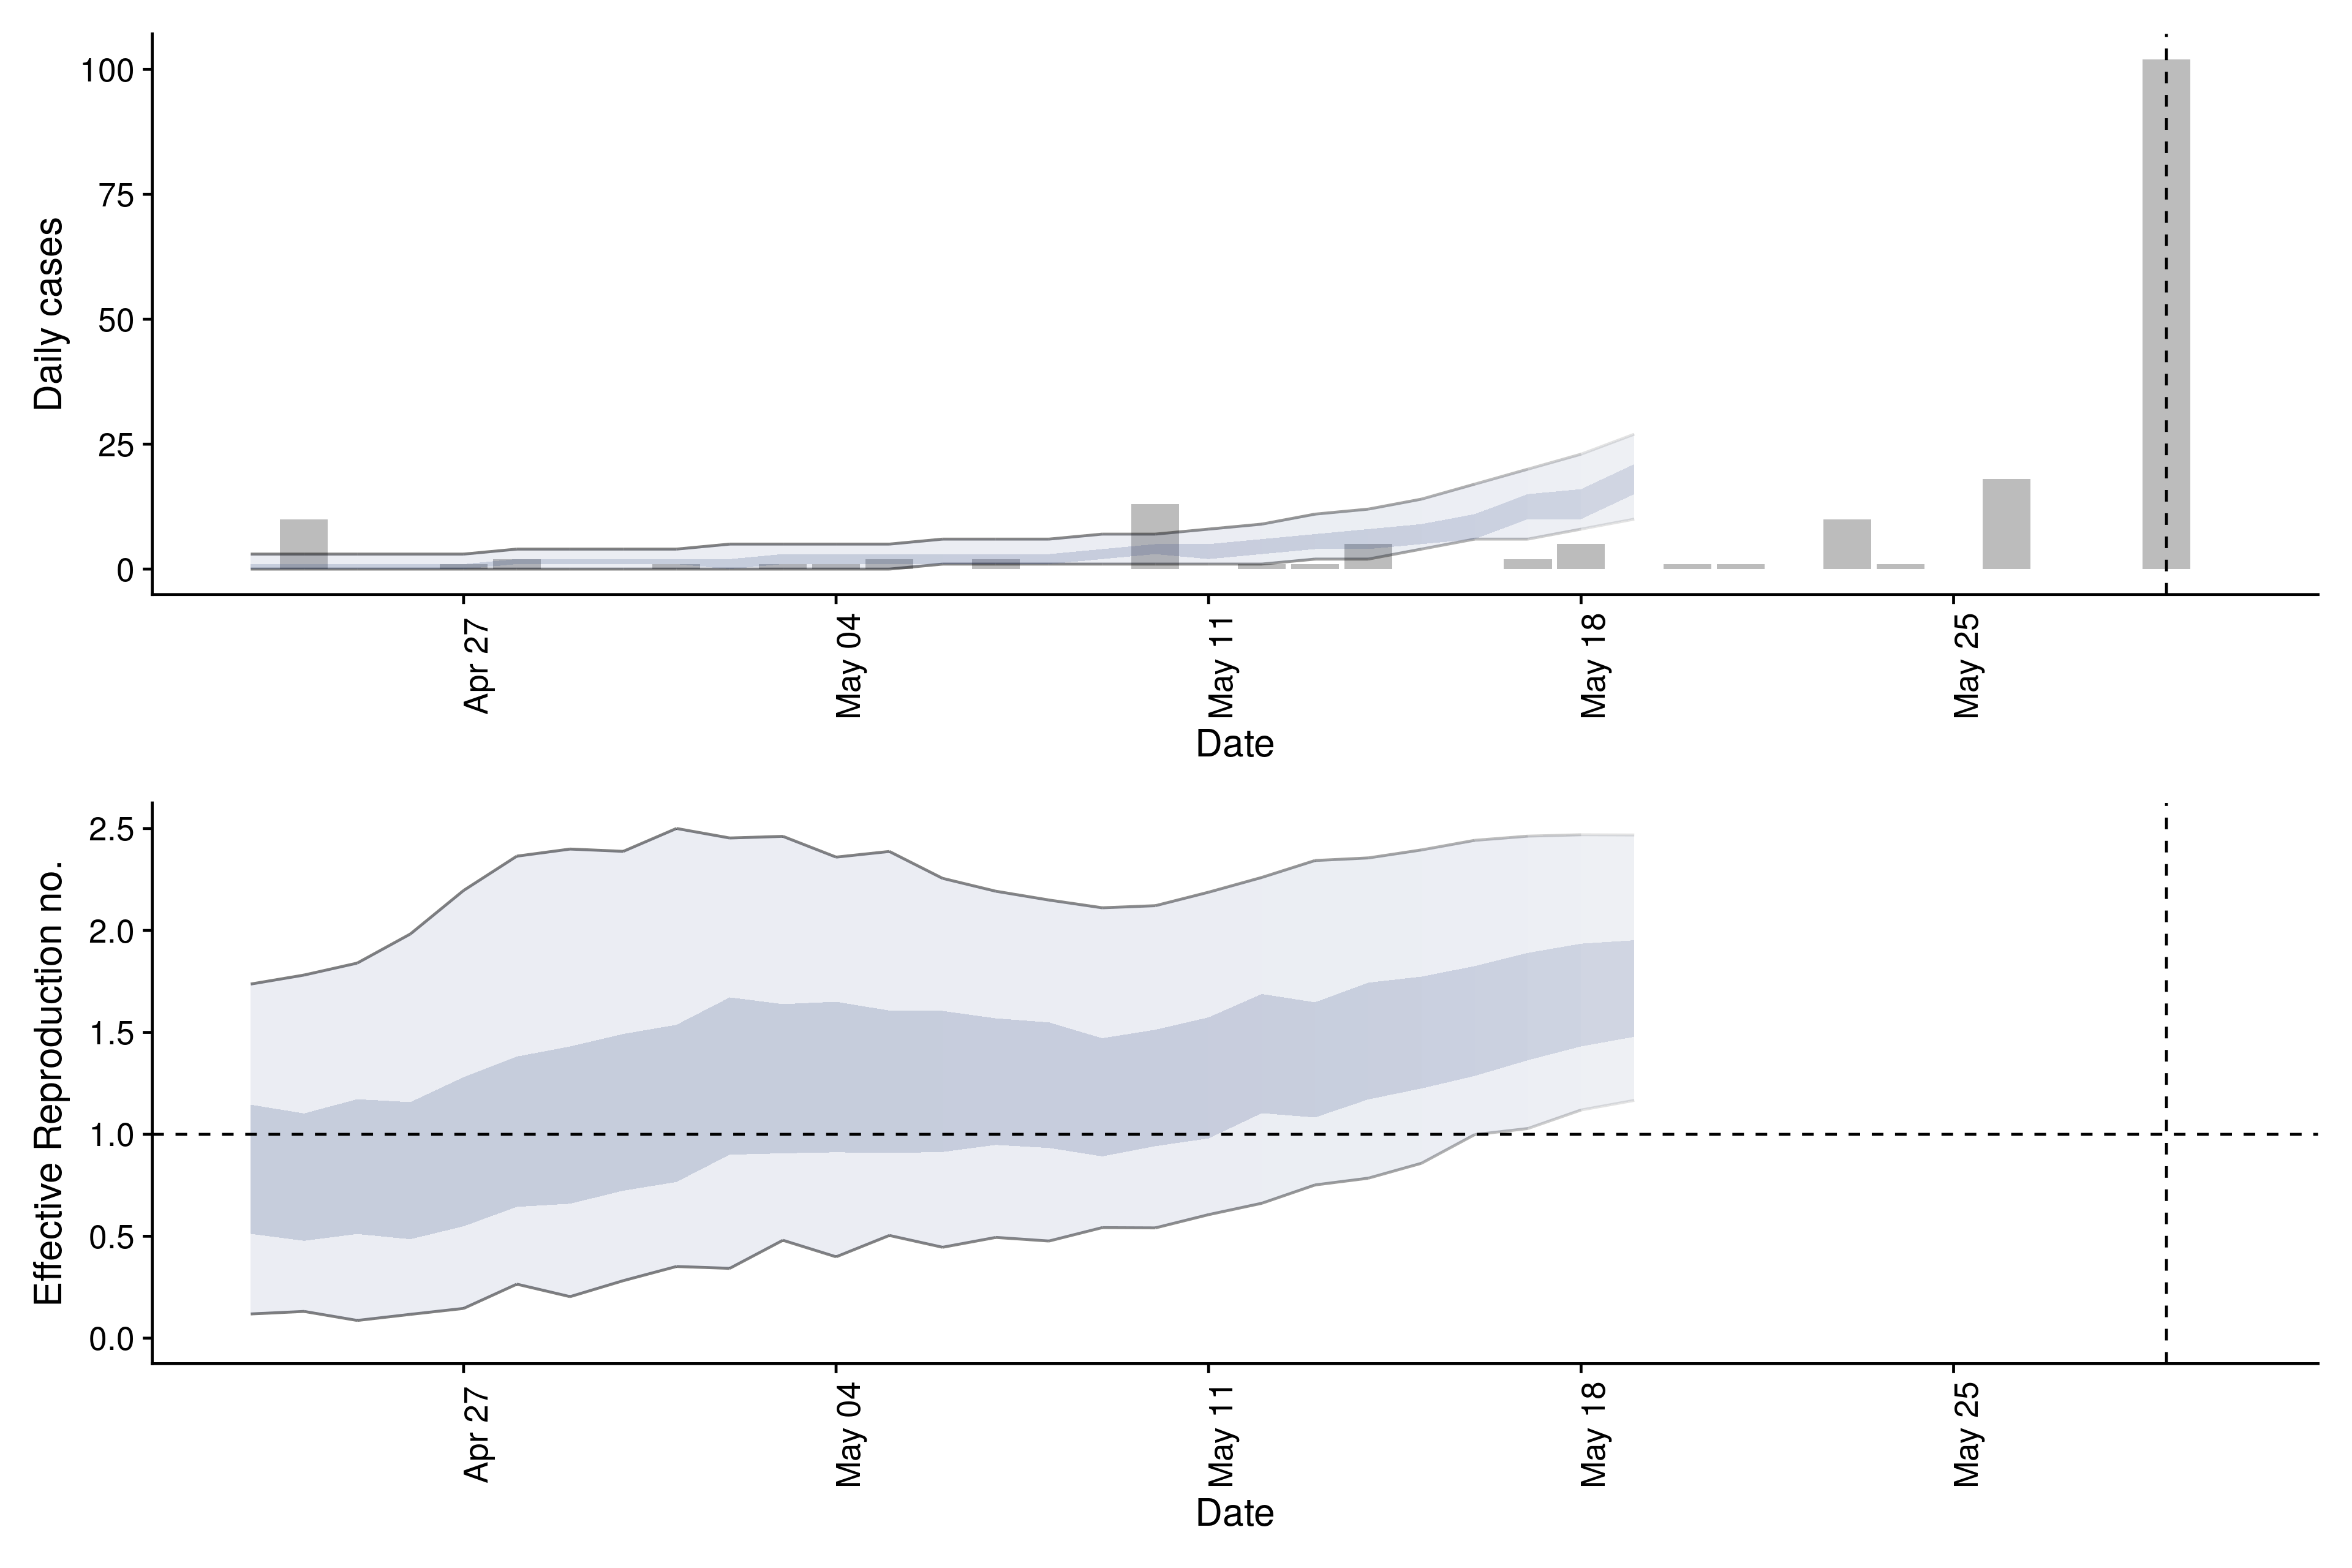 Daily cases
100
75
50
25
0
Apr 27
May 04
May 11
May 18
May 25
Date
Effective Reproduction no.
2.5
2.0
1.5
1.0
0.5
0.0
Apr 27
May 04
May 11
May 18
May 25
Date